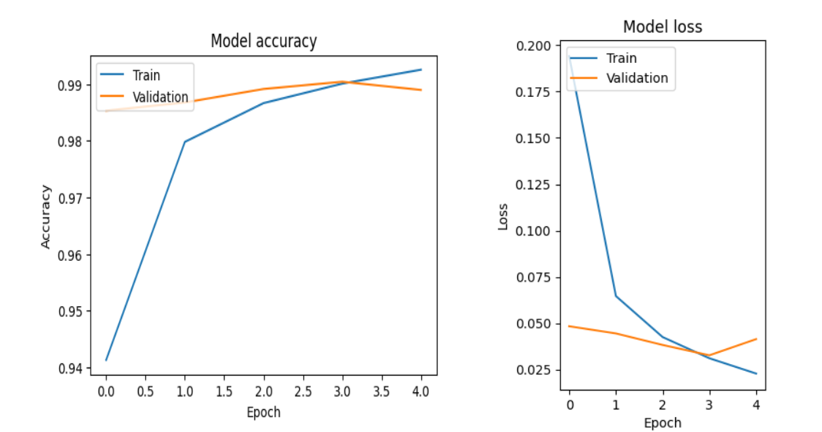 Model accuracy
Train
Validation
0.99
0.98
0.97
0.96
0.95
0.94
Accuracy
0.0 0.5 1.0 1.5 2.0 2.5 3.0 3.5 4.0
Epoch
Model loss
Train
Validation
0.200
0.175
0.150
0.125
0.100
0.075
0.050
0.025
Loss
0 1 2 3 4
Epoch